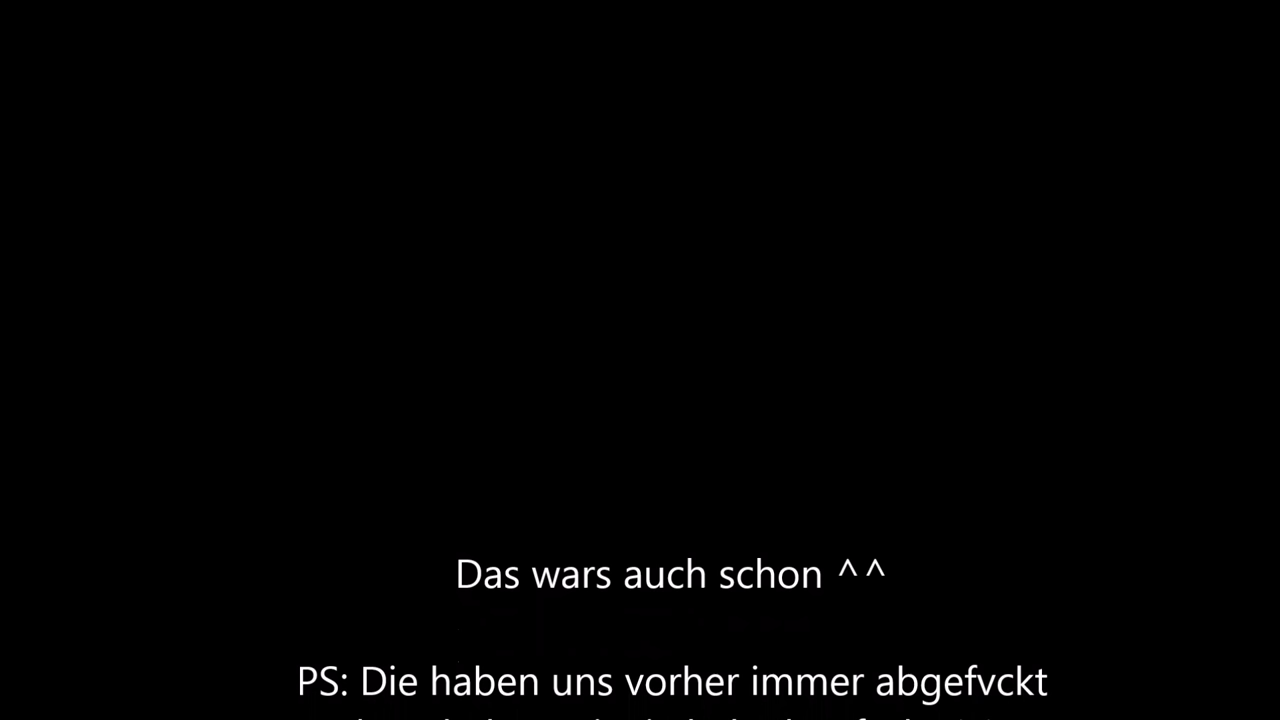 Das wars auch schon ^^
PS: Die haben uns vorher immer abgefvckt